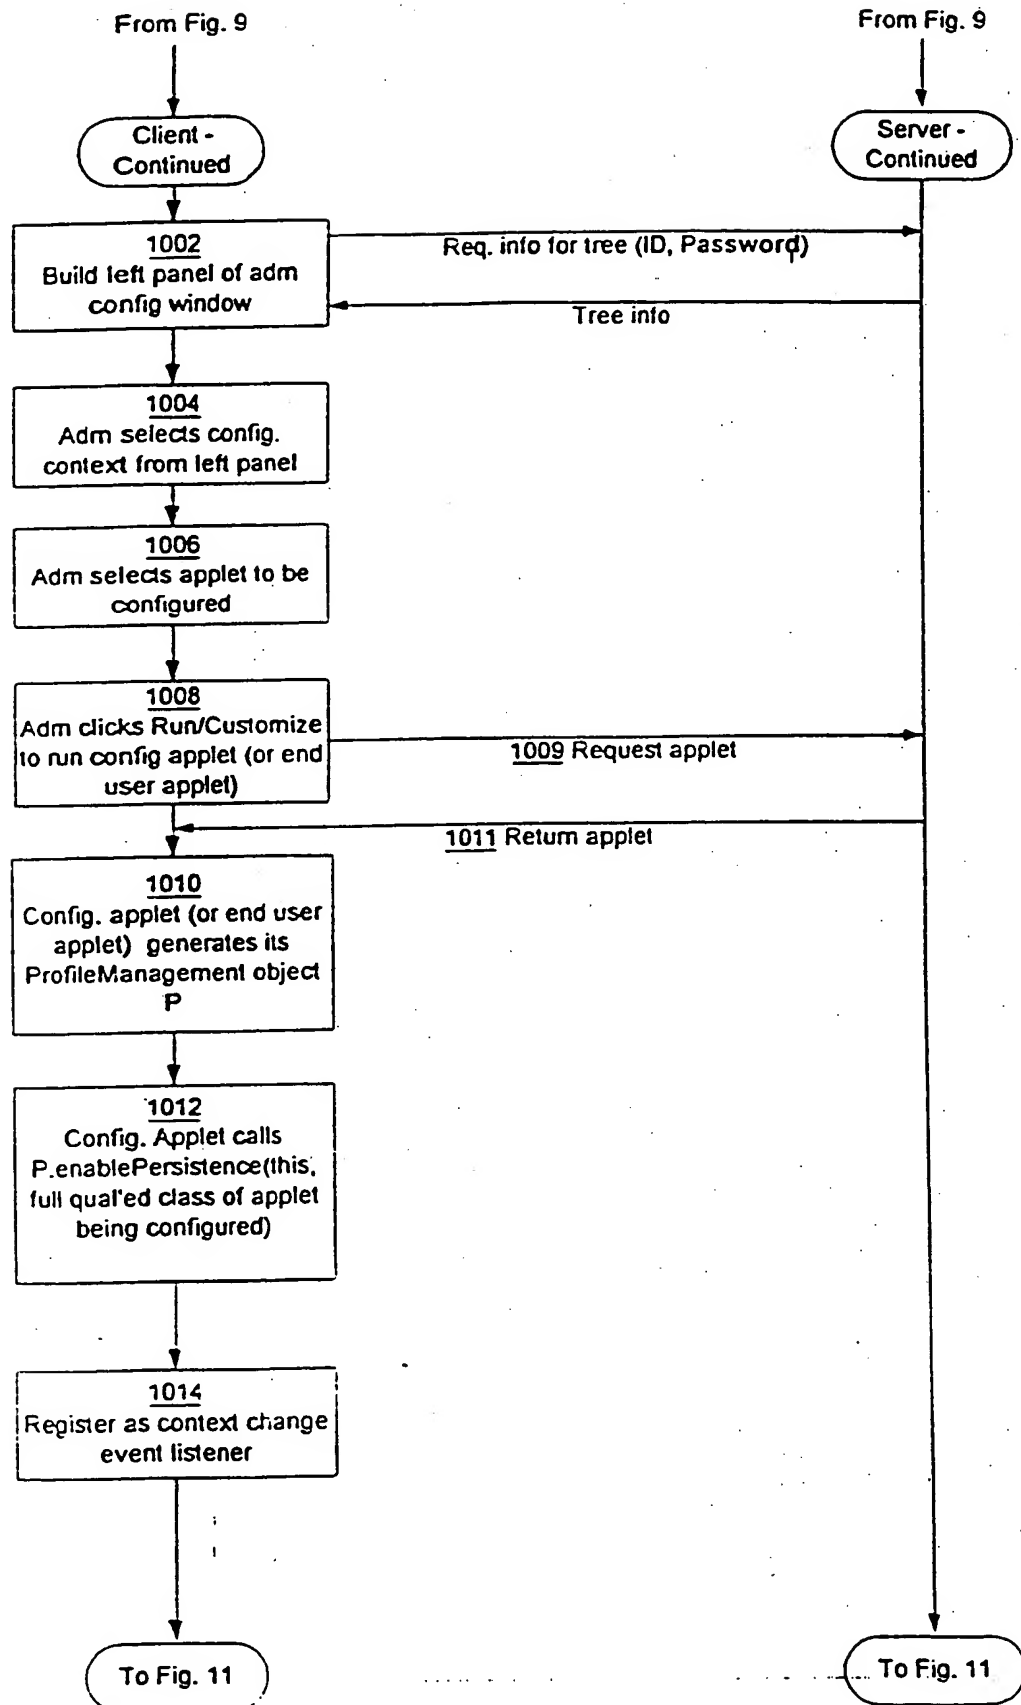 From Fig. 9
From Fig. 9
Client -
Continued
Server -
Continued
1002
Build left panel of adm
config window
Req. info for tree (ID, Password)
Tree info
1004
Adm selects config.
context from left panel
1006
Adm selects applet to be
configured
1008
Adm clicks Run/Customize
to run config applet (or end
user applet)
1009 Request applet
1011 Return applet
1010
Config. applet (or end user
applet) generates its
ProfileManagement object
P
1012
Config. Applet calls
P.enablePersistence(this,
full qual'ed class of applet
being configured)
1014
Register as context change
event listener
To Fig. 11
To Fig. 11